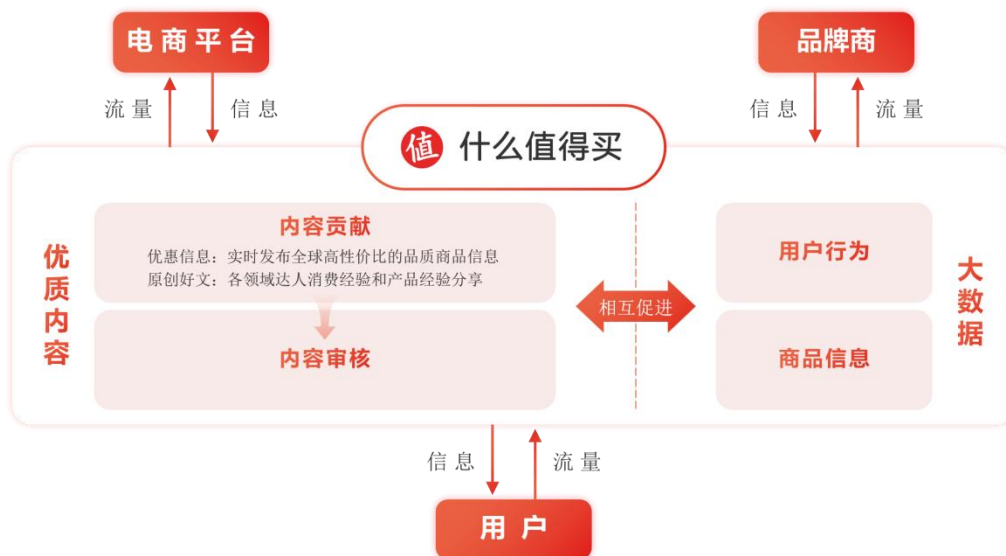 电商平台
品牌商
流量
信息
信息
流量
值 什么值得买
优质内容
内容贡献
优惠信息：实时发布全球高性价比的品质商品信息
原创好文：各领域达人消费经验和产品经验分享
内容审核
相互促进
用户行为
商品信息
大数据
信息
流量
用户